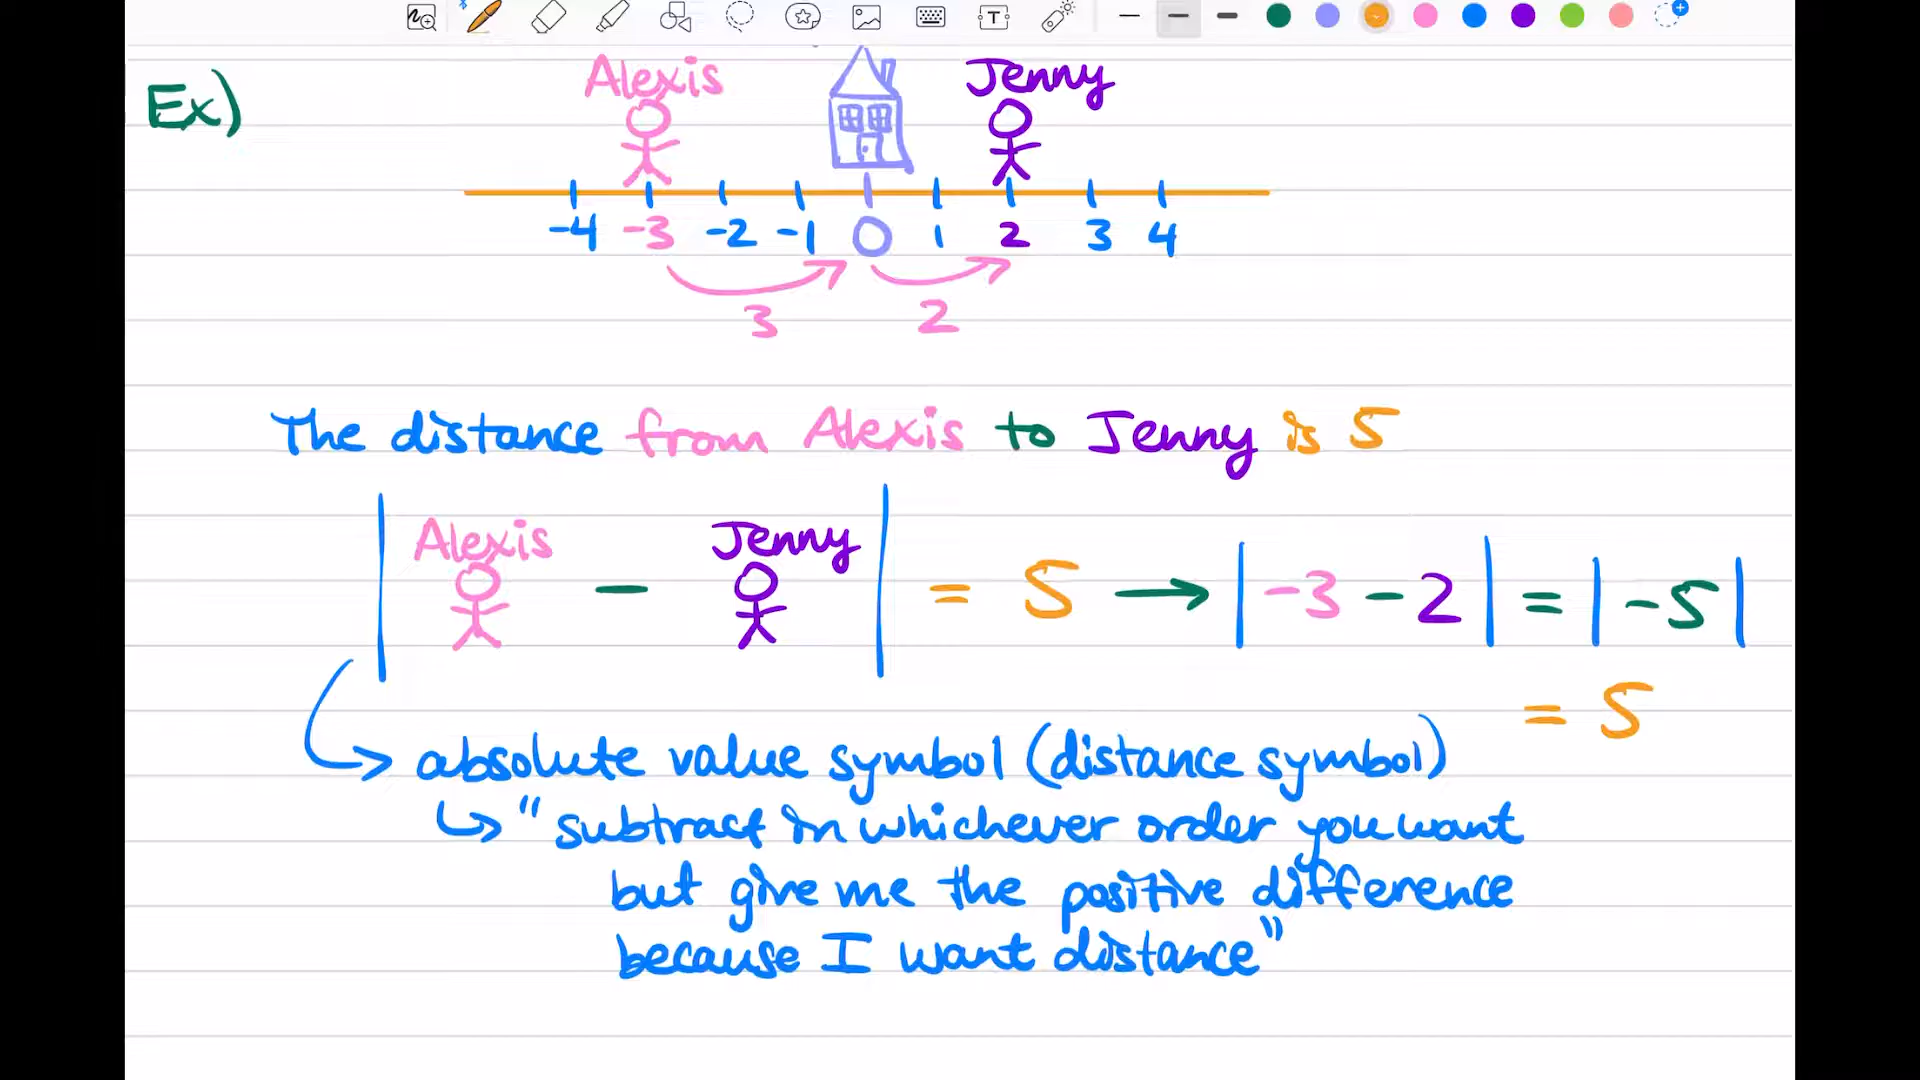 Ex)
Alexis
Jenny
-4 -3 -2 -1 0 1 2 3 4
3 2
The distance from Alexis to Jenny is 5
| Alexis - Jenny | = 5 → |-3 - 2| = |-5|
= 5
↳ absolute value symbol (distance symbol)
↳ "subtract in whichever order you want
but give me the positive difference
because I want distance"